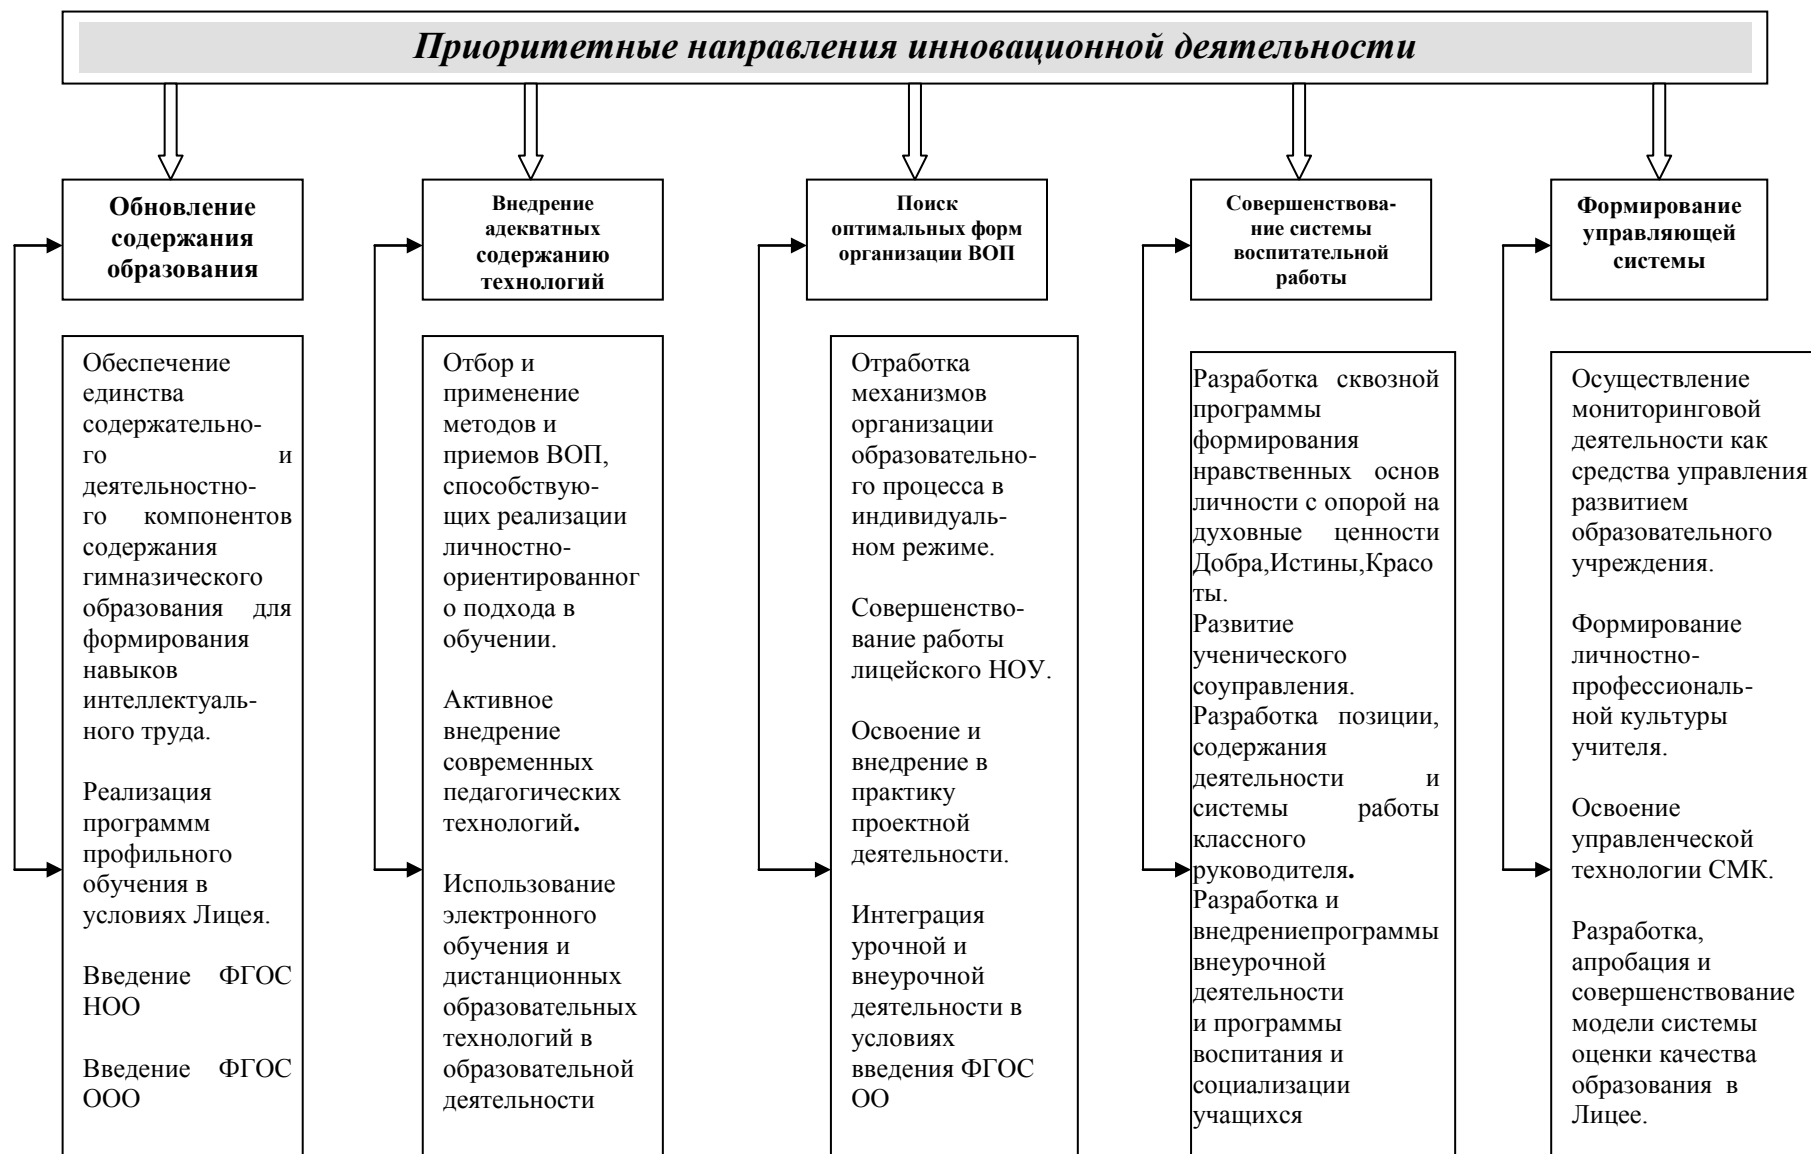 Приоритетные направления инновационной деятельности
Обновление
содержания
образования
Внедрение
адекватных
содержанию
технологий
Поиск
оптимальных форм
организации ВОП
Совершенствова-
ние системы
воспитательной
работы
Формирование
управляющей
системы
Обеспечение
единства
содержательно-
го и
деятельностно-
го компонентов
содержания
гимназического
образования для
формирования
навыков
интеллектуаль-
ного труда.
Реализация
программм
профильного
обучения в
условиях Лицея.
Введение ФГОС
НОО
Введение ФГОС
ООО
Отбор и
применение
методов и
приемов ВОП,
способствую-
щих реализации
личностно-
ориентированног
о подхода в
обучении.
Активное
внедрение
современных
педагогических
технологий.
Использование
электронного
обучения и
дистанционных
образовательных
технологий в
образовательной
деятельности
Отработка
механизмов
организации
образовательно-
го процесса в
индивидуаль-
ном режиме.
Совершенство-
вание работы
лицейского НОУ.
Освоение и
внедрение в
практику
проектной
деятельности.
Интеграция
урочной и
внеурочной
деятельности в
условиях
введения ФГОС
ОО
Разработка сквозной
программы
формирования
нравственных основ
личности с опорой на
духовные ценности
Добра,Истины,Красо
ты.
Развитие
ученического
соуправления.
Разработка позиции,
содержания
деятельности и
системы работы
классного
руководителя.
Разработка и
внедрениепрограммы
внеурочной
деятельности
и программы
воспитания и
социализации
учащихся
Осуществление
мониторинговой
деятельности как
средства управления
развитием
образовательного
учреждения.
Формирование
личностно-
профессиональ-
ной культуры
учителя.
Освоение
управленческой
технологии СМК.
Разработка,
апробация и
совершенствование
модели системы
оценки качества
образования в
Лицее.